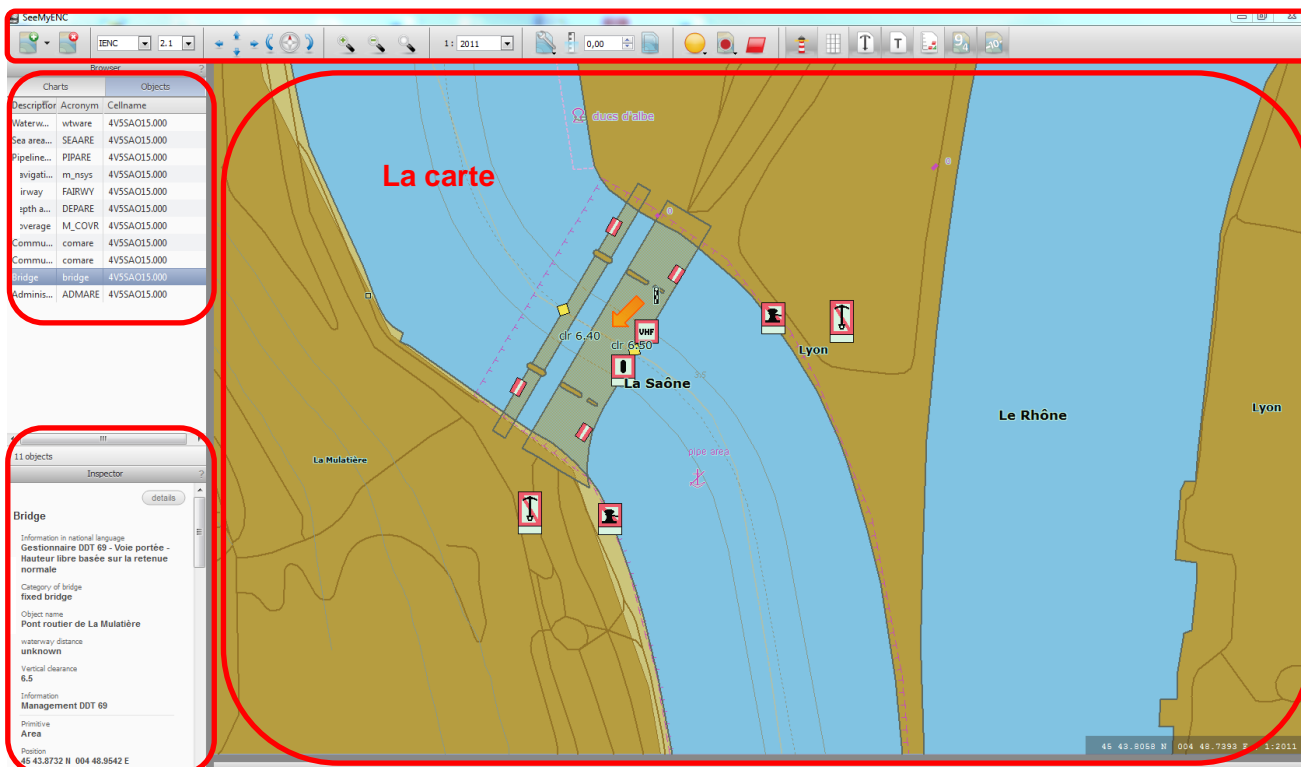 SeeMyENC
IENC 2.1 1: 2011 0,00 T
Browser ?
Charts Objects
Description Acronym Cellname
Waterw... wtware 4V5SAO15.000
Sea area... SEAARE 4V5SAO15.000
Pipeline... PIPARE 4V5SAO15.000
avigati... m_nsys 4V5SAO15.000
irway FAIRWY 4V5SAO15.000
epth a... DEPARE 4V5SAO15.000
overage M_COVR 4V5SAO15.000
Commu... comare 4V5SAO15.000
Commu... comare 4V5SAO15.000
Bridge bridge 4V5SAO15.000
Adminis... ADMARE 4V5SAO15.000
11 objects
Inspector ?
details
Bridge
Information in national language
Gestionnaire DDT 69 - Voie portée -
Hauteur libre basée sur la retenue
normale
Category of bridge
fixed bridge
Object name
Pont routier de La Mulatière
waterway distance
unknown
Vertical clearance
6.5
Information
Management DDT 69
Primitive
Area
Position
45 43.8732 N 004 48.9542 E
La carte
ducs d'albe
0
0
VHF
clr 6.40
clr 6.50
Lyon
La Saône
3.5
Le Rhône
Lyon
La Mulatière
pipe area
45 43.8058 N 004 48.7393 E 1:2011